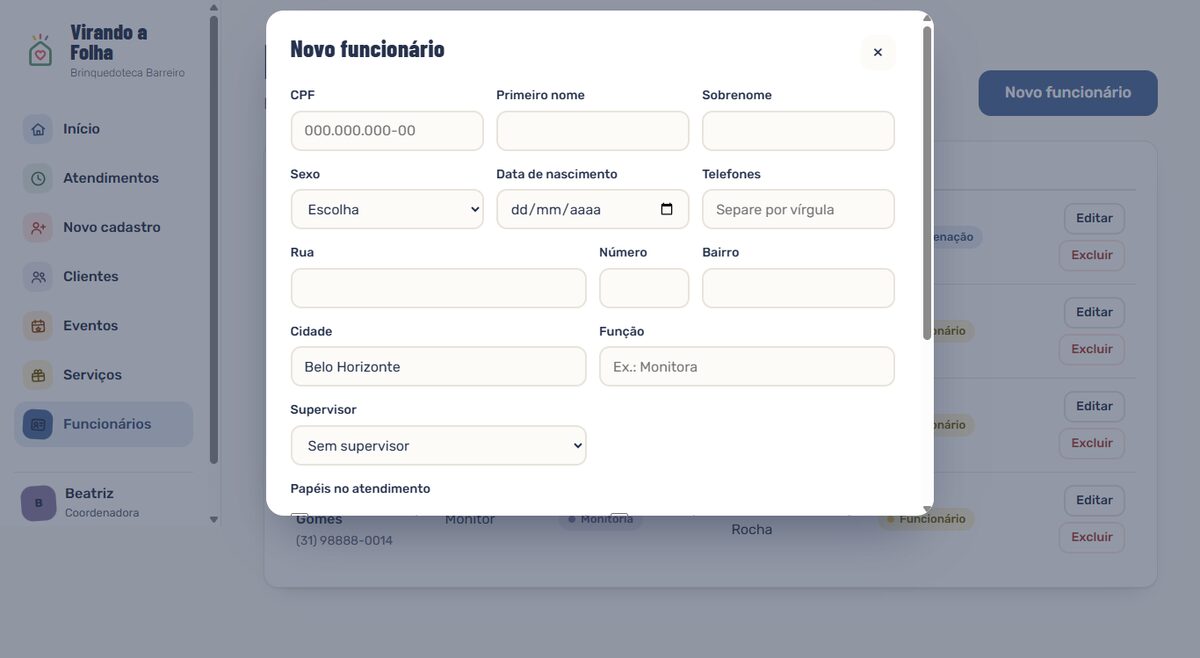 Virando a
Folha
Brinquedoteca Barreiro
Início
Atendimentos
Novo cadastro
Clientes
Eventos
Serviços
Funcionários
B
Beatriz
Coordenadora
Novo funcionário
×
CPF
Primeiro nome
Sobrenome
000.000.000-00
Sexo
Data de nascimento
Telefones
Escolha
dd/mm/aaaa
Separe por vírgula
Rua
Número
Bairro
Cidade
Função
Belo Horizonte
Ex.: Monitora
Supervisor
Sem supervisor
Papéis no atendimento
Novo funcionário
enação
Editar
Excluir
onário
Editar
Excluir
onário
Editar
Excluir
Gomes
(31) 98888-0014
Monitor
Monitoria
Rocha
Funcionário
Editar
Excluir